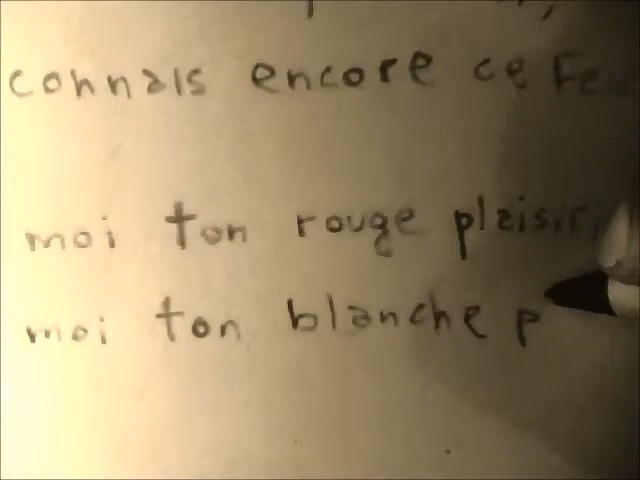 connais encore ce
moi ton rouge plaisir,
moi ton blanche p